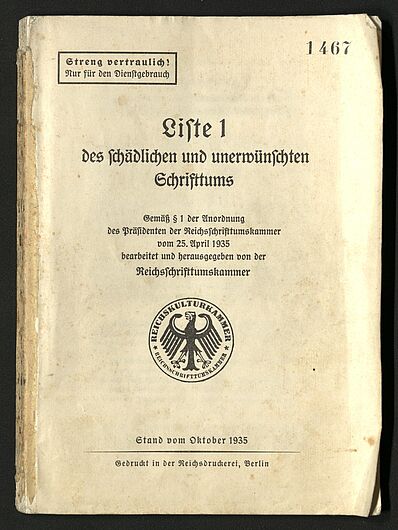 1467
Streng vertraulich!
Nur für den Dienstgebrauch
Liste 1
des schädlichen und unerwünschten
Schrifttums
Gemäß § 1 der Anordnung
des Präsidenten der Reichsschrifttumskammer
vom 25. April 1935
bearbeitet und herausgegeben von der
Reichsschrifttumskammer
REICHSKULTURKAMMER
REICHSSCHRIFTTUMSKAMMER
Stand vom Oktober 1935
Gedruckt in der Reichsdruckerei, Berlin